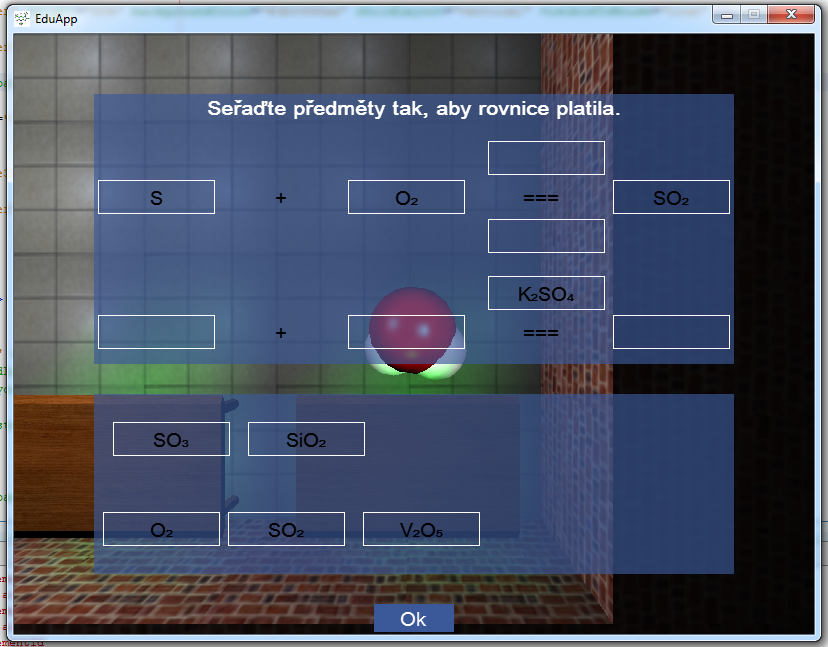 EduApp
Seřaďte předměty tak, aby rovnice platila.
S + O₂ === SO₂
K₂SO₄
+ ===
SO₃ SiO₂
O₂ SO₂ V₂O₅
Ok